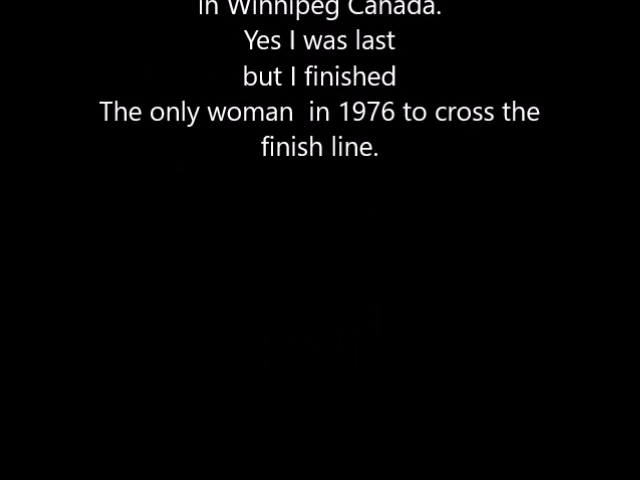 in Winnipeg Canada.
Yes I was last
but I finished
The only woman  in 1976 to cross the
finish line.